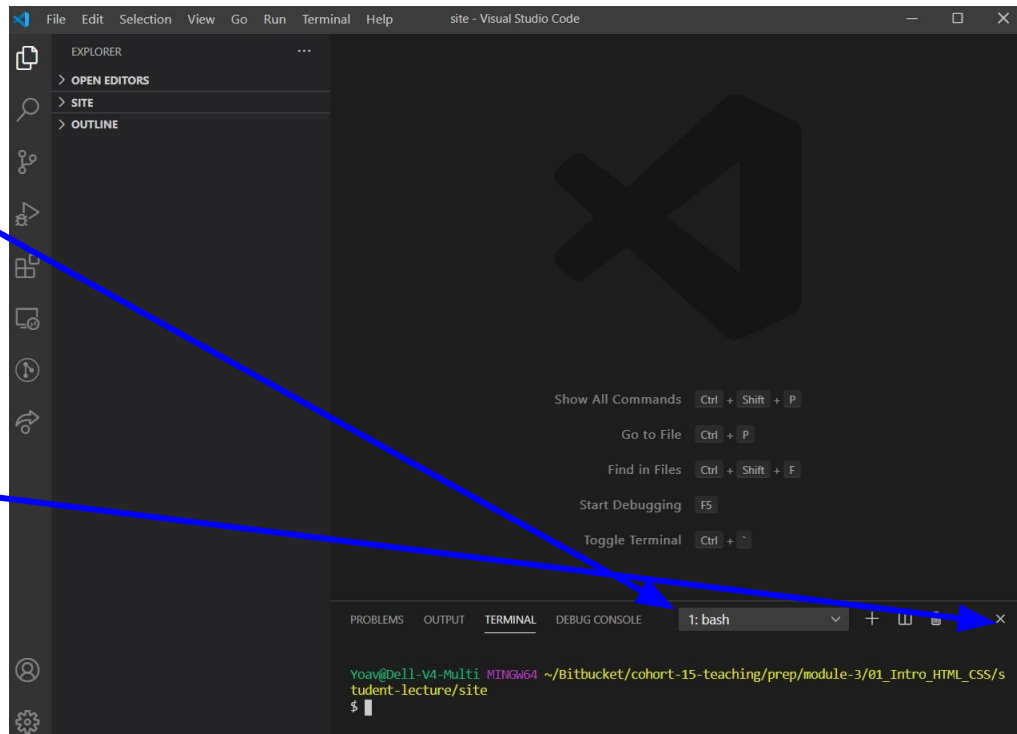 File Edit Selection View Go Run Terminal Help site - Visual Studio Code
EXPLORER ...
> OPEN EDITORS
> SITE
> OUTLINE
Show All Commands Ctrl + Shift + P
Go to File Ctrl + P
Find in Files Ctrl + Shift + F
Start Debugging F5
Toggle Terminal Ctrl + `
PROBLEMS OUTPUT TERMINAL DEBUG CONSOLE 1: bash
Yoav@Dell-V4-Multi MINGW64 ~/Bitbucket/cohort-15-teaching/prep/module-3/01_Intro_HTML_CSS/s
tudent-lecture/site
$